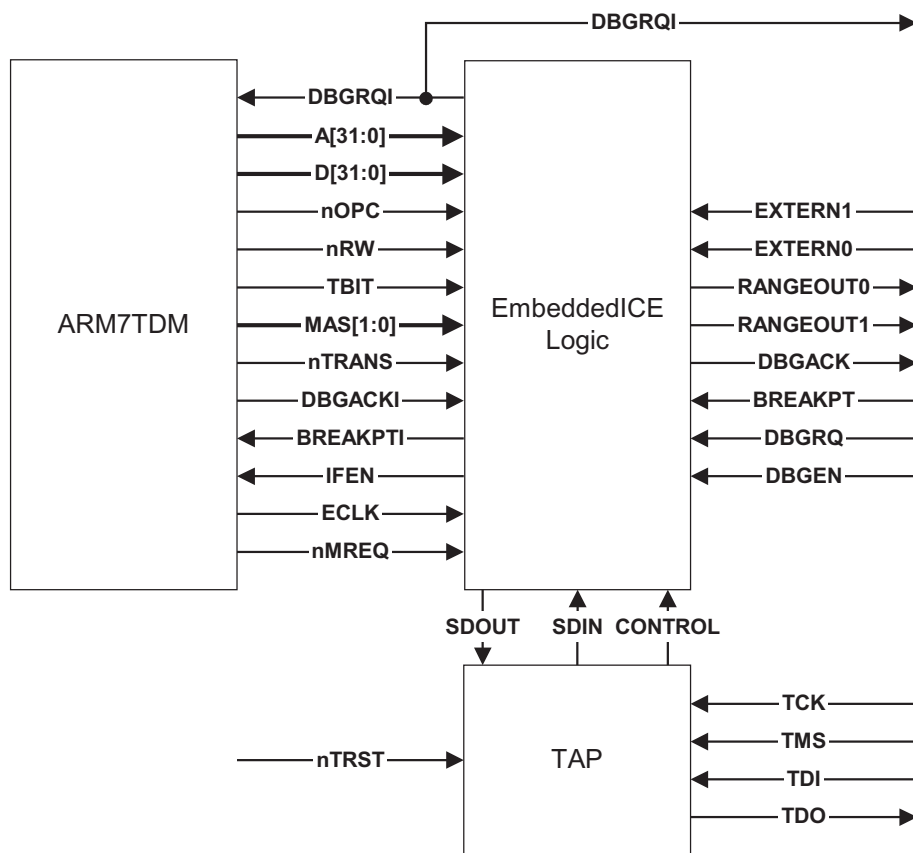 DBGRQI
DBGRQI
A[31:0]
D[31:0]
nOPC
nRW
TBIT
MAS[1:0]
nTRANS
DBGACKI
BREAKPTI
IFEN
ECLK
nMREQ
ARM7TDM
EmbeddedICE
Logic
EXTERN1
EXTERN0
RANGEOUT0
RANGEOUT1
DBGACK
BREAKPT
DBGRQ
DBGEN
SDOUT
SDIN
CONTROL
nTRST
TAP
TCK
TMS
TDI
TDO